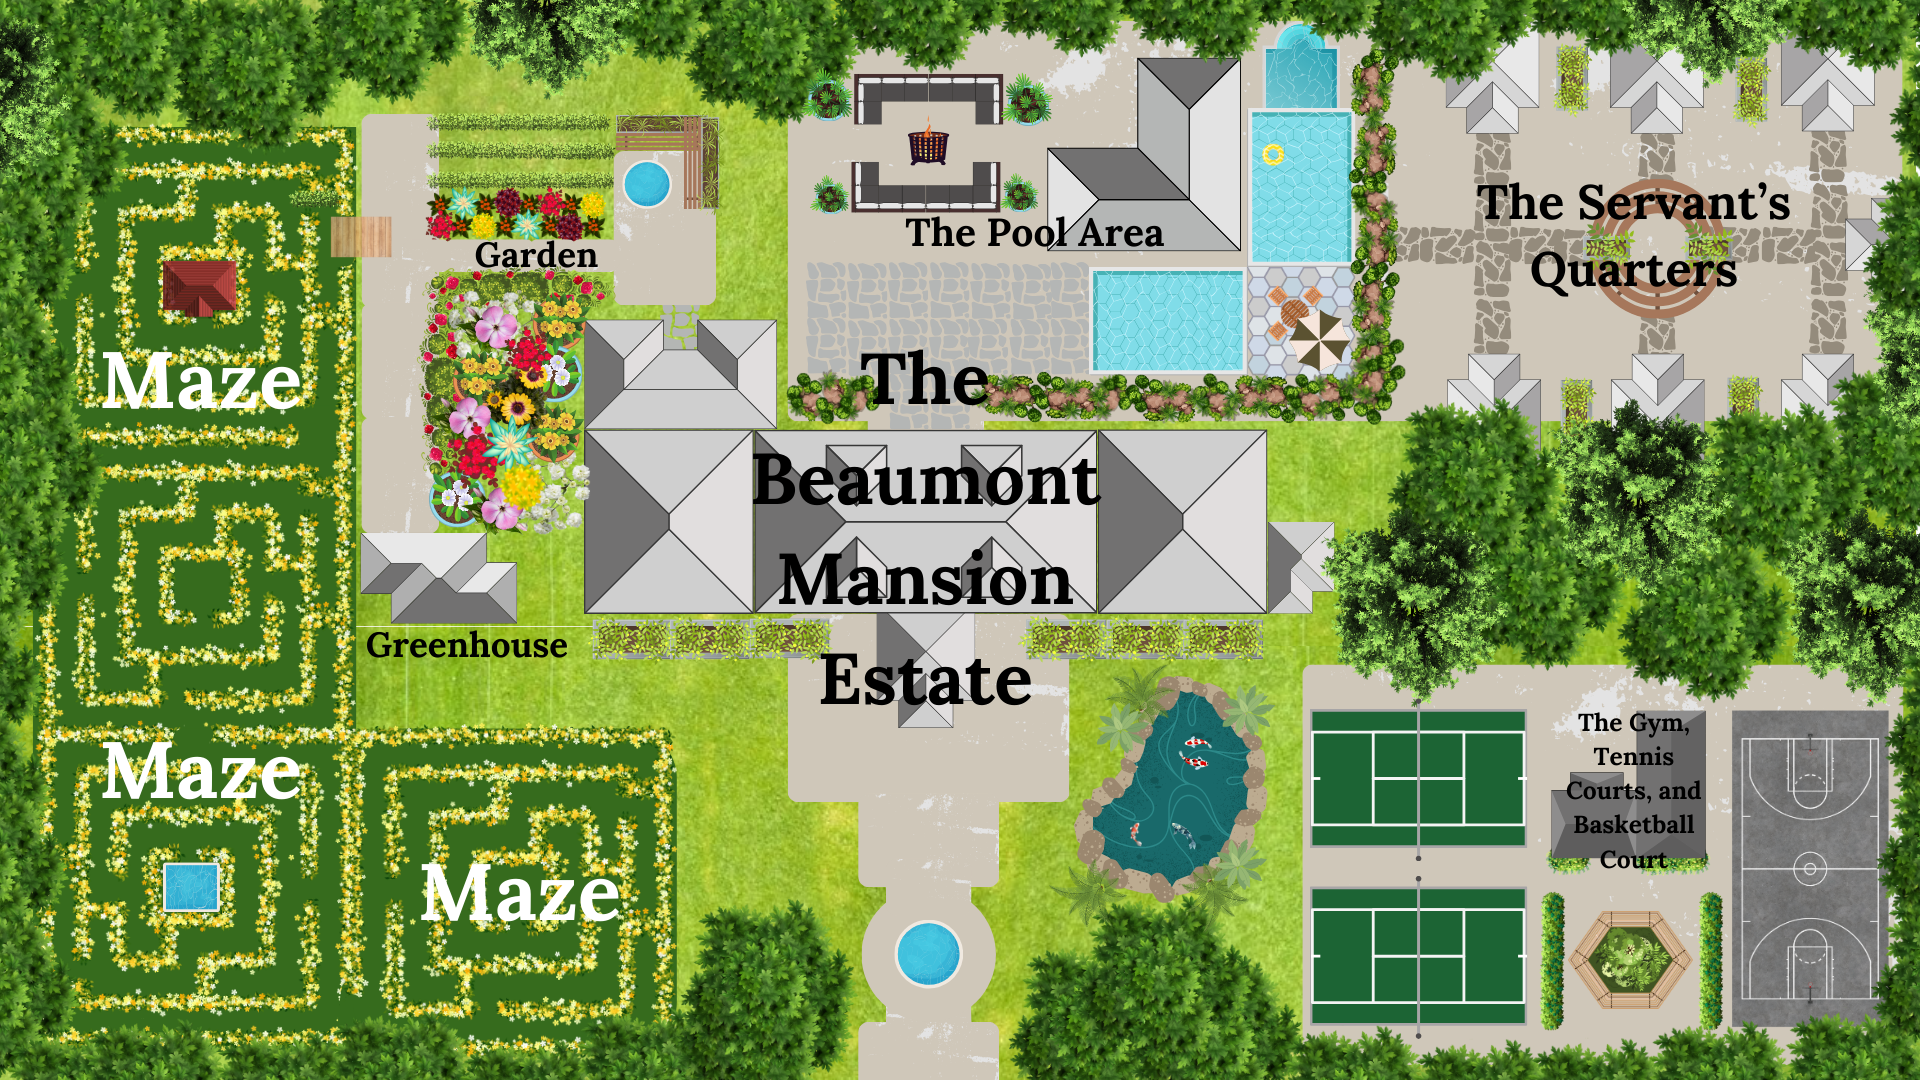 The Servant's
Quarters
The Pool Area
Garden
Maze
The
Beaumont
Mansion
Estate
Greenhouse
Maze
Maze
The Gym,
Tennis
Courts, and
Basketball
Court